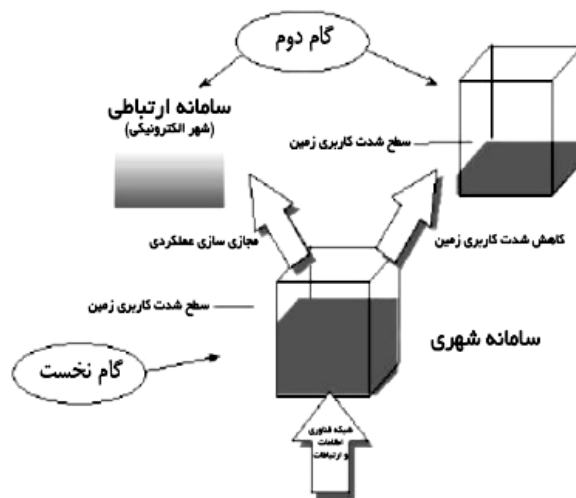 گام دوم
سامانه ارتباطی
(شهر الکترونیکی)
سطح شدت کاربری زمین
مجازی سازی عملکردی
کاهش شدت کاربری زمین
سطح شدت کاربری زمین
سامانه شهری
گام نخست
شبکه فناوری
اطلاعات
و ارتباطات